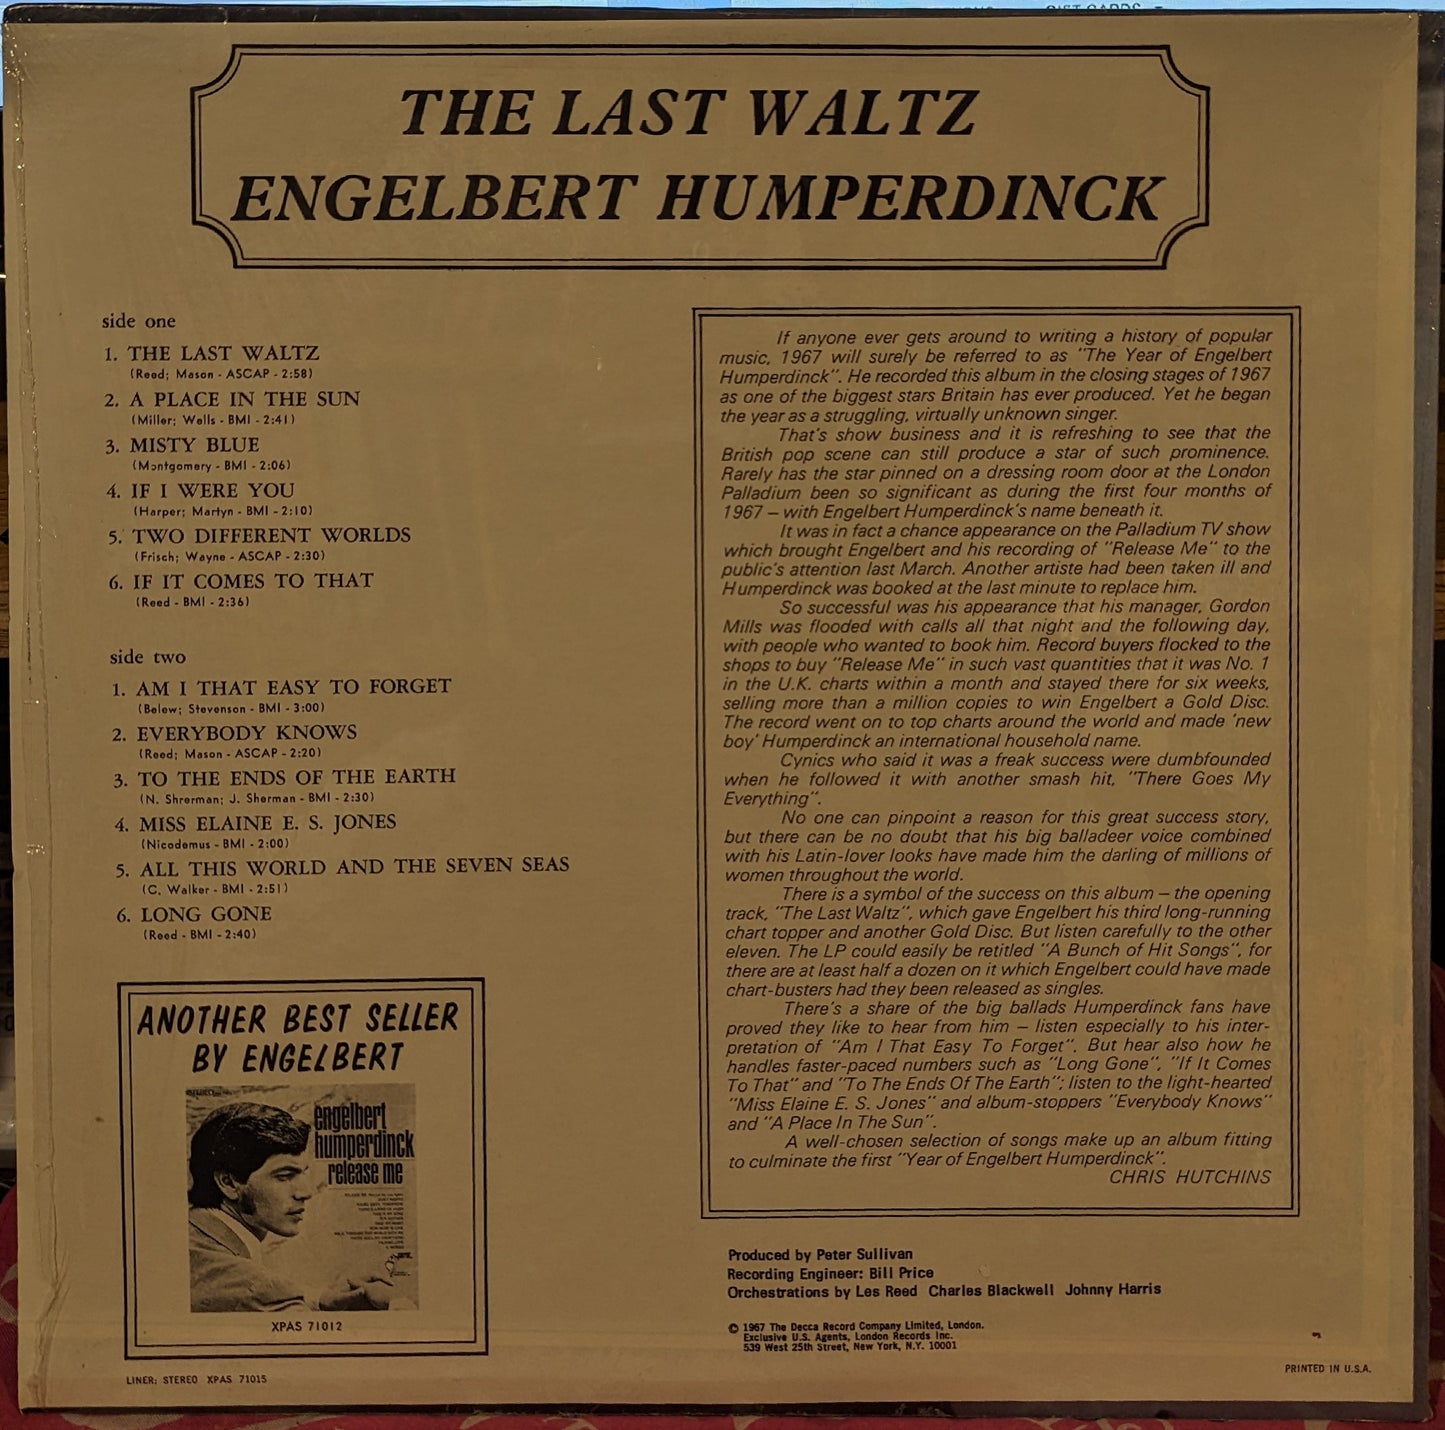 THE LAST WALTZ
ENGELBERT HUMPERDINCK
side one
1. THE LAST WALTZ
(Reed; Mason - ASCAP - 2:58)
2. A PLACE IN THE SUN
(Miller; Wells - BMI - 2:41)
3. MISTY BLUE
(Montgomery - BMI - 2:06)
4. IF I WERE YOU
(Harper; Martyn - BMI - 2:10)
5. TWO DIFFERENT WORLDS
(Frisch; Wayne - ASCAP - 2:30)
6. IF IT COMES TO THAT
(Reed - BMI - 2:36)
side two
1. AM I THAT EASY TO FORGET
(Belew; Stevenson - BMI - 3:00)
2. EVERYBODY KNOWS
(Reed; Mason - ASCAP - 2:20)
3. TO THE ENDS OF THE EARTH
(N. Shrerman; J. Sherman - BMI - 2:30)
4. MISS ELAINE E. S. JONES
(Nicodemus - BMI - 2:00)
5. ALL THIS WORLD AND THE SEVEN SEAS
(C. Walker - BMI - 2:51)
6. LONG GONE
(Reed - BMI - 2:40)
ANOTHER BEST SELLER
BY ENGELBERT
engelbert
humperdinck
release me
XPAS 71012
LINER: STEREO XPAS 71015
If anyone ever gets around to writing a history of popular
music, 1967 will surely be referred to as "The Year of Engelbert
Humperdinck". He recorded this album in the closing stages of 1967
as one of the biggest stars Britain has ever produced. Yet he began
the year as a struggling, virtually unknown singer.
That's show business and it is refreshing to see that the
British pop scene can still produce a star of such prominence.
Rarely has the star pinned on a dressing room door at the London
Palladium been so significant as during the first four months of
1967 – with Engelbert Humperdinck's name beneath it.
It was in fact a chance appearance on the Palladium TV show
which brought Engelbert and his recording of "Release Me" to the
public's attention last March. Another artiste had been taken ill and
Humperdinck was booked at the last minute to replace him.
So successful was his appearance that his manager, Gordon
Mills was flooded with calls all that night and the following day,
with people who wanted to book him. Record buyers flocked to the
shops to buy "Release Me" in such vast quantities that it was No. 1
in the U.K. charts within a month and stayed there for six weeks,
selling more than a million copies to win Engelbert a Gold Disc.
The record went on to top charts around the world and made 'new
boy' Humperdinck an international household name.
Cynics who said it was a freak success were dumbfounded
when he followed it with another smash hit, "There Goes My
Everything".
No one can pinpoint a reason for this great success story,
but there can be no doubt that his big balladeer voice combined
with his Latin-lover looks have made him the darling of millions of
women throughout the world.
There is a symbol of the success on this album – the opening
track, "The Last Waltz", which gave Engelbert his third long-running
chart topper and another Gold Disc. But listen carefully to the other
eleven. The LP could easily be retitled "A Bunch of Hit Songs", for
there are at least half a dozen on it which Engelbert could have made
chart-busters had they been released as singles.
There's a share of the big ballads Humperdinck fans have
proved they like to hear from him – listen especially to his inter-
pretation of "Am I That Easy To Forget". But hear also how he
handles faster-paced numbers such as "Long Gone", "If It Comes
To That" and "To The Ends Of The Earth"; listen to the light-hearted
"Miss Elaine E. S. Jones" and album-stoppers "Everybody Knows"
and "A Place In The Sun".
A well-chosen selection of songs make up an album fitting
to culminate the first "Year of Engelbert Humperdinck".
CHRIS HUTCHINS
Produced by Peter Sullivan
Recording Engineer: Bill Price
Orchestrations by Les Reed Charles Blackwell Johnny Harris
© 1967 The Decca Record Company Limited, London.
Exclusive U.S. Agents, London Records Inc.
539 West 25th Street, New York, N.Y. 10001
PRINTED IN U.S.A.